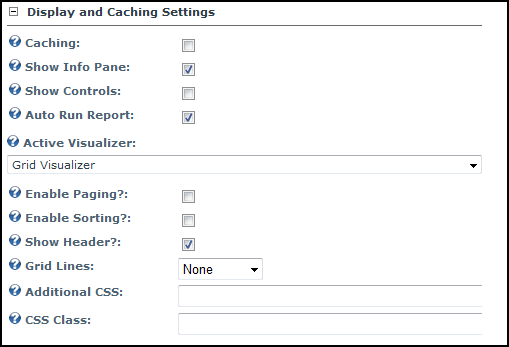 Display and Caching Settings
Caching:
Show Info Pane:
Show Controls:
Auto Run Report:
Active Visualizer:
Grid Visualizer
Enable Paging?:
Enable Sorting?:
Show Header?:
Grid Lines: None
Additional CSS:
CSS Class: